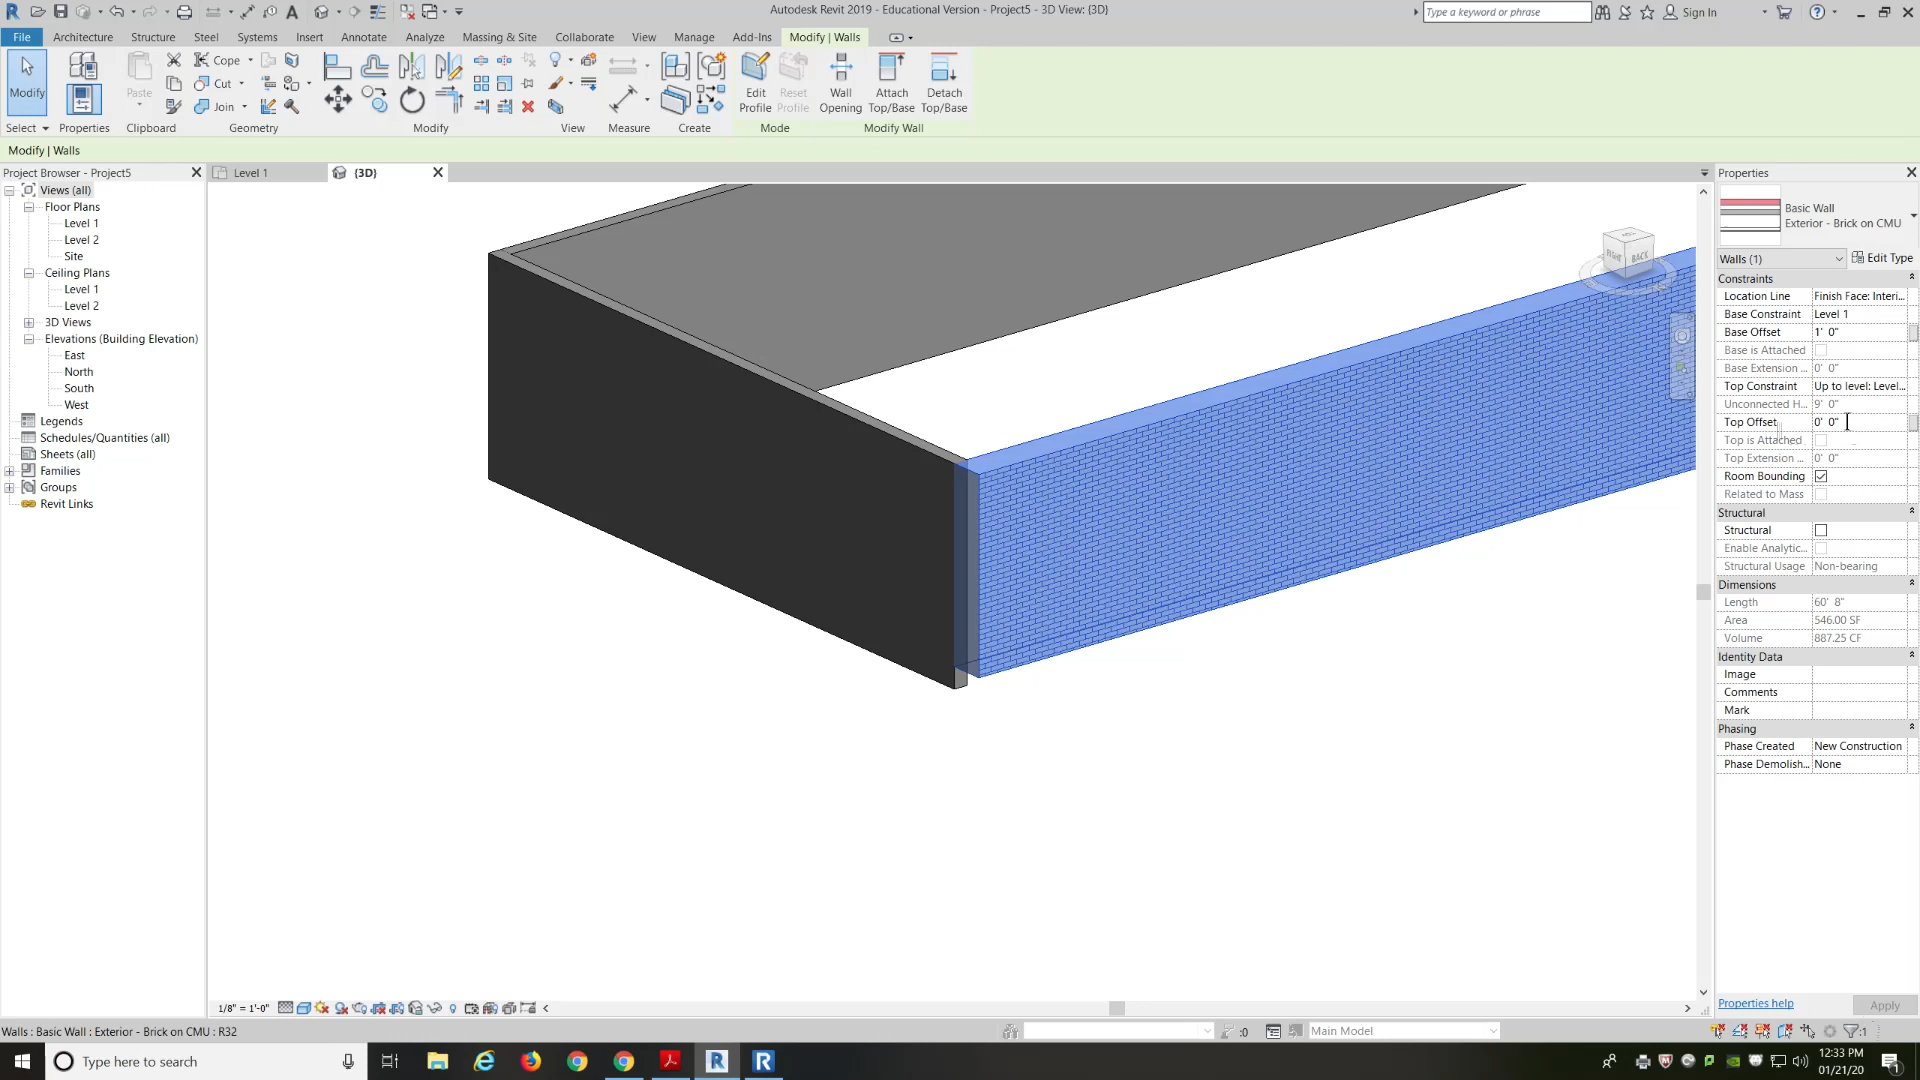 Autodesk Revit 2019 - Educational Version - Project5 - 3D View: {3D}
Type a keyword or phrase
Sign In
File Architecture Structure Steel Systems Insert Annotate Analyze Massing & Site Collaborate View Manage Add-Ins Modify | Walls
Modify
Paste
Cope
Cut
Join
Edit Profile
Reset Profile
Wall Opening
Attach Top/Base
Detach Top/Base
Select Properties Clipboard Geometry Modify View Measure Create Mode Modify Wall
Modify | Walls
Project Browser - Project5
Views (all)
Floor Plans
Level 1
Level 2
Site
Ceiling Plans
Level 1
Level 2
3D Views
Elevations (Building Elevation)
East
North
South
West
Legends
Schedules/Quantities (all)
Sheets (all)
Families
Groups
Revit Links
Level 1
{3D}
RIGHT BACK
Properties
Basic Wall
Exterior - Brick on CMU
Walls (1)
Edit Type
Constraints
Location Line Finish Face: Interi...
Base Constraint Level 1
Base Offset 1' 0"
Base is Attached
Base Extension ... 0' 0"
Top Constraint Up to level: Level...
Unconnected H... 9' 0"
Top Offset 0' 0"
Top is Attached
Top Extension ... 0' 0"
Room Bounding
Related to Mass
Structural
Structural
Enable Analytic...
Structural Usage Non-bearing
Dimensions
Length 60' 8"
Area 546.00 SF
Volume 887.25 CF
Identity Data
Image
Comments
Mark
Phasing
Phase Created New Construction
Phase Demolish... None
Properties help
Apply
1/8" = 1'-0"
Walls : Basic Wall : Exterior - Brick on CMU : R32
:0
Main Model
:1
Type here to search
12:33 PM
01/21/20
1